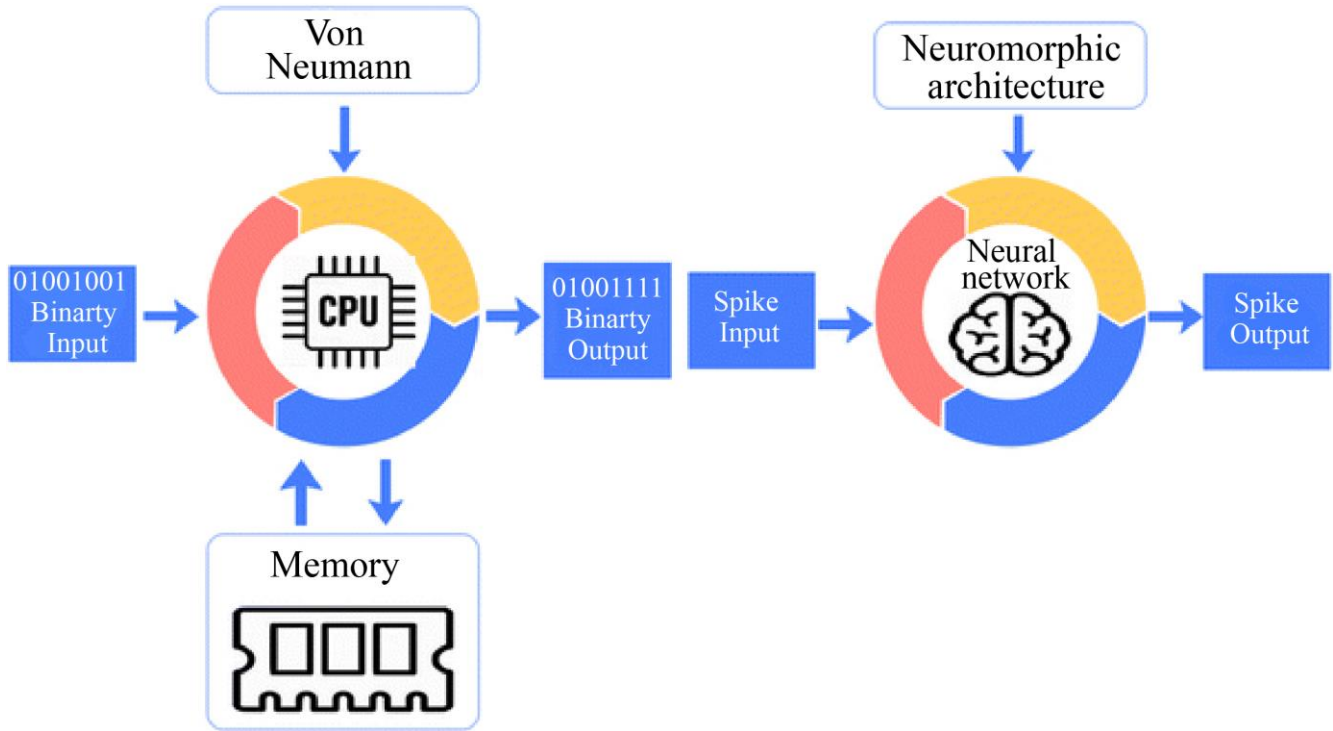 Von
Neumann
01001001
Binarty
Input
CPU
01001111
Binarty
Output
Memory
Neuromorphic
architecture
Spike
Input
Neural
network
Spike
Output